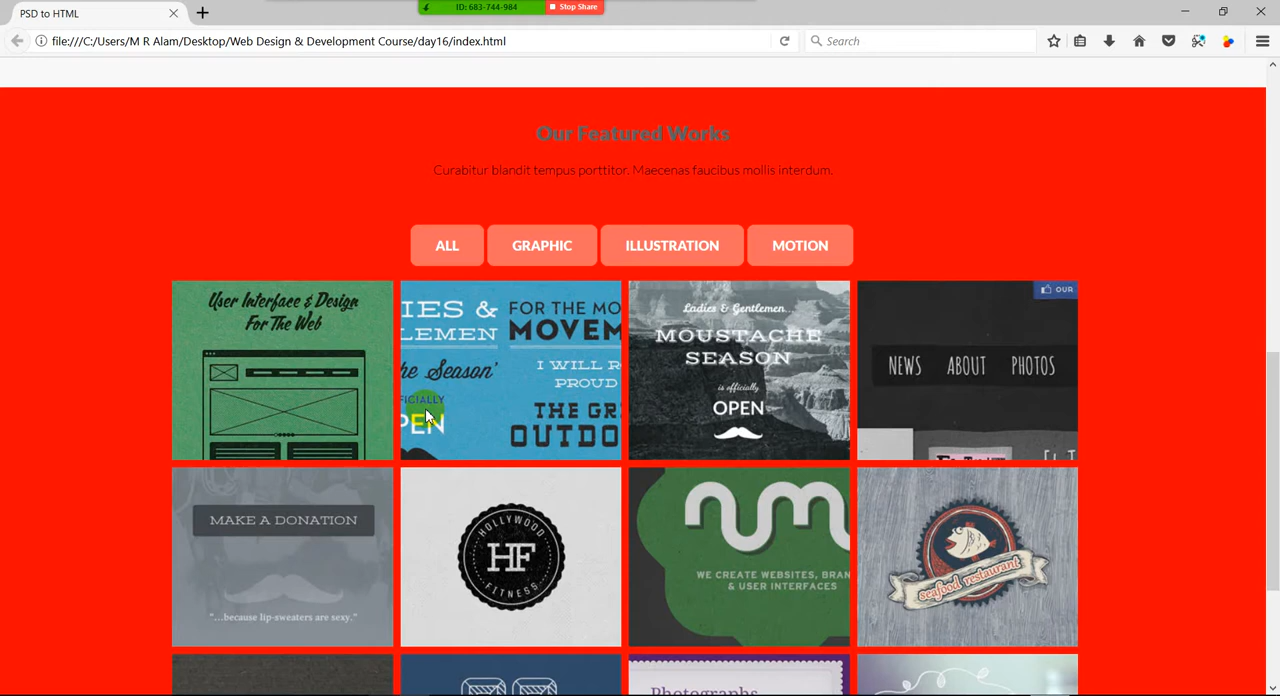 PSD to HTML
ID: 683-744-984
Stop Share
file:///C:/Users/M R Alam/Desktop/Web Design & Development Course/day16/index.html
Search
Our Featured Works
Curabitur blandit tempus porttitor. Maecenas faucibus mollis interdum.
ALL
GRAPHIC
ILLUSTRATION
MOTION
User Interface & Design
For The Web
IES &
LEMEN
he Season'
FICIALLY
PEN
FOR THE MO
MOVEM
I WILL R
PROUD
THE GR
OUTDO
Ladies & Gentlemen...
MOUSTACHE
SEASON
is officially
OPEN
OUR
NEWS ABOUT PHOTOS
MAKE A DONATION
"...because lip-sweaters are sexy."
HOLLYWOOD
HF
FITNESS
WE CREATE WEBSITES, BRAN
& USER INTERFACES
seafood restaurant
Photographs